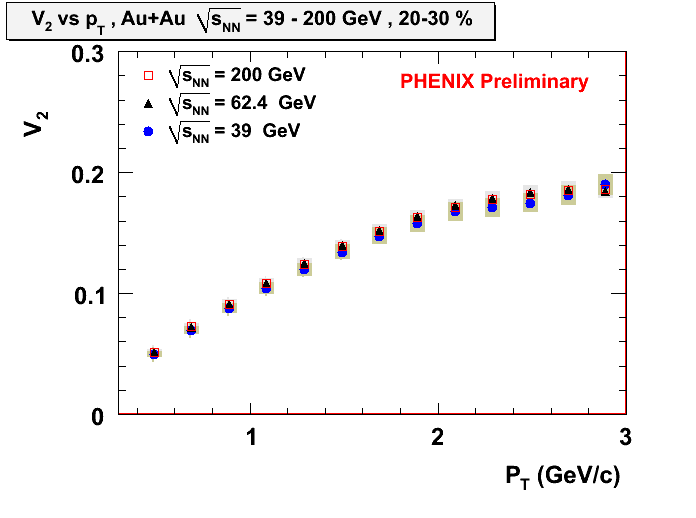 V2 vs pT , Au+Au √sNN = 39 - 200 GeV , 20-30 %
0.3
√sNN = 200 GeV
PHENIX Preliminary
√sNN = 62.4 GeV
√sNN = 39 GeV
V2
0.2
0.1
0
1
2
3
PT (GeV/c)